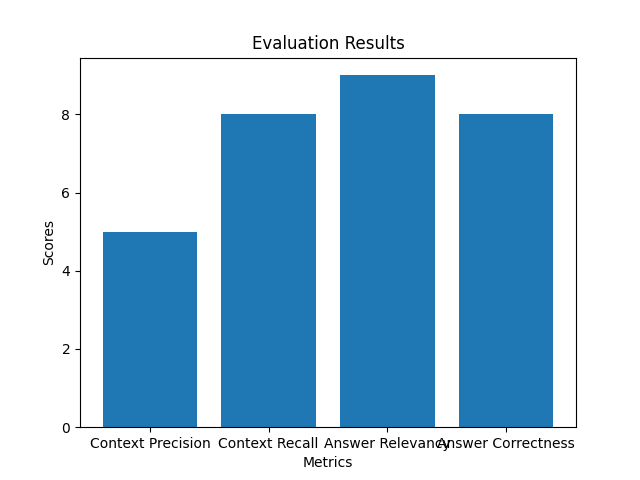 Evaluation Results
Scores
8
6
4
2
0
Context Precision Context Recall Answer Relevancy Answer Correctness
Metrics